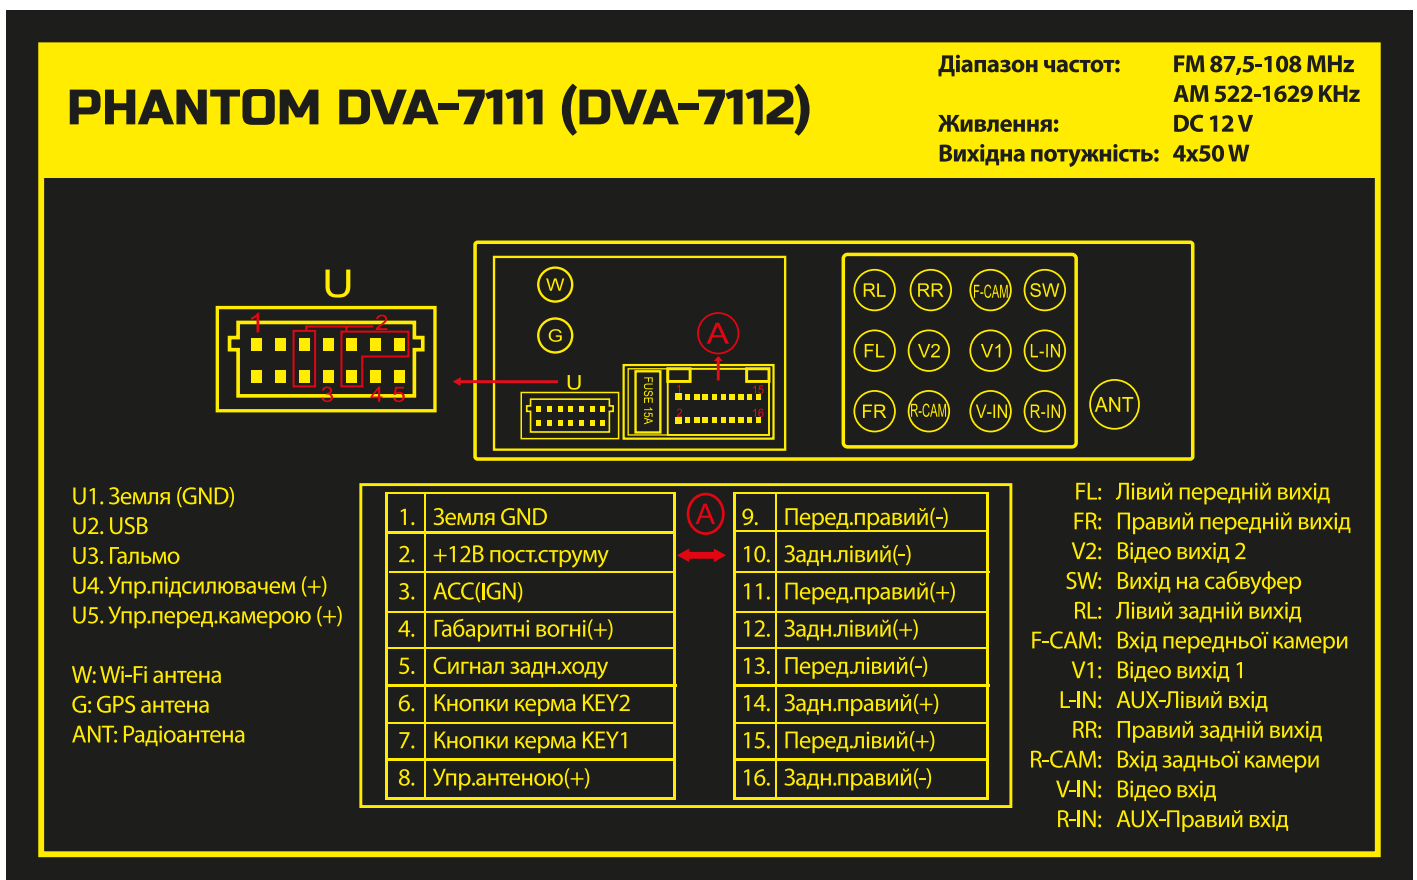 PHANTOM DVA-7111 (DVA-7112)
Діапазон частот: FM 87,5-108 MHz
AM 522-1629 KHz
Живлення: DC 12 V
Вихідна потужність: 4x50 W
U
1
2
3
4
5
W
G
U
A
FUSE 15A
1
15
2
16
RL
RR
F-CAM
SW
FL
V2
V1
L-IN
FR
R-CAM
V-IN
R-IN
ANT
U1. Земля (GND)
U2. USB
U3. Гальмо
U4. Упр.підсилювачем (+)
U5. Упр.перед.камерою (+)
W: Wi-Fi антена
G: GPS антена
ANT: Радіоантена
1. Земля GND
2. +12В пост.струму
3. ACC(IGN)
4. Габаритні вогні(+)
5. Сигнал задн.ходу
6. Кнопки керма KEY2
7. Кнопки керма KEY1
8. Упр.антеною(+)
A
9. Перед.правий(-)
10. Задн.лівий(-)
11. Перед.правий(+)
12. Задн.лівий(+)
13. Перед.лівий(-)
14. Задн.правий(+)
15. Перед.лівий(+)
16. Задн.правий(-)
FL: Лівий передній вихід
FR: Правий передній вихід
V2: Відео вихід 2
SW: Вихід на сабвуфер
RL: Лівий задній вихід
F-CAM: Вхід передньої камери
V1: Відео вихід 1
L-IN: AUX-Лівий вхід
RR: Правий задній вихід
R-CAM: Вхід задньої камери
V-IN: Відео вхід
R-IN: AUX-Правий вхід